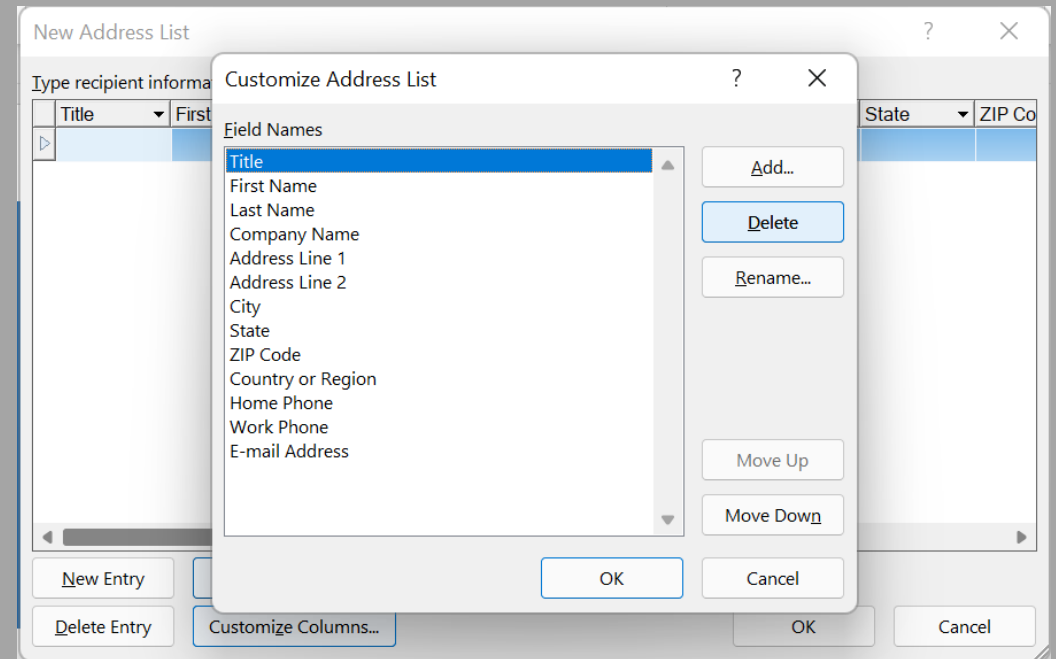 New Address List
?
Customize Address List
?
Type recipient informa
Title
First
State
ZIP Co
Field Names
Title
First Name
Last Name
Company Name
Address Line 1
Address Line 2
City
State
ZIP Code
Country or Region
Home Phone
Work Phone
E-mail Address
Add...
Delete
Rename...
Move Up
Move Down
OK
Cancel
New Entry
Delete Entry
Customize Columns...
OK
Cancel